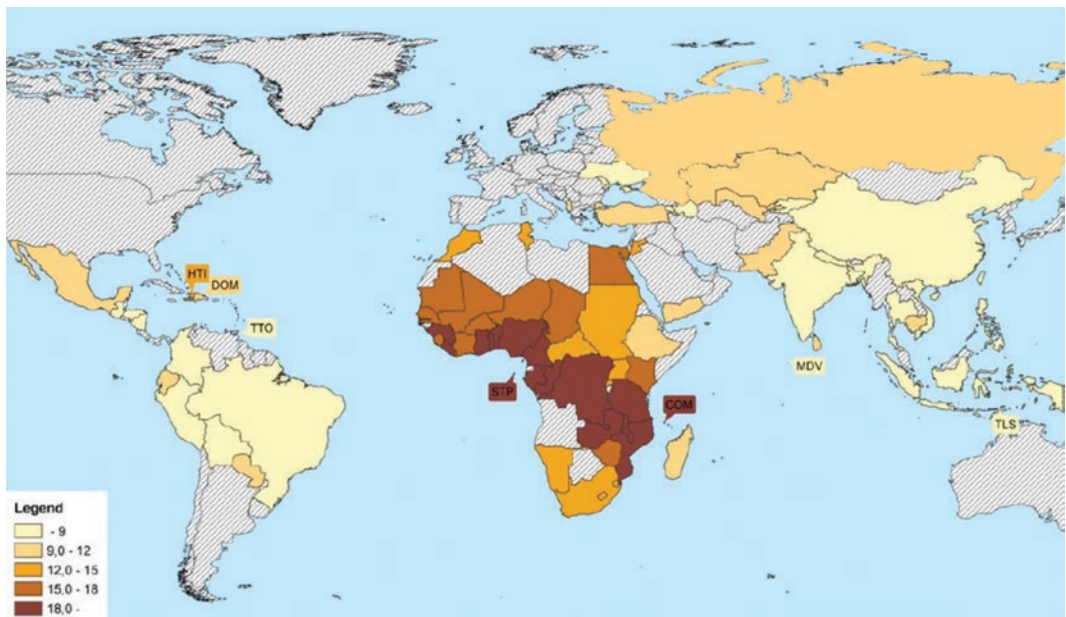 HTI
DOM
TTO
STP
COM
MDV
TLS
Legend
- 9
9,0 - 12
12,0 - 15
15,0 - 18
18,0 -